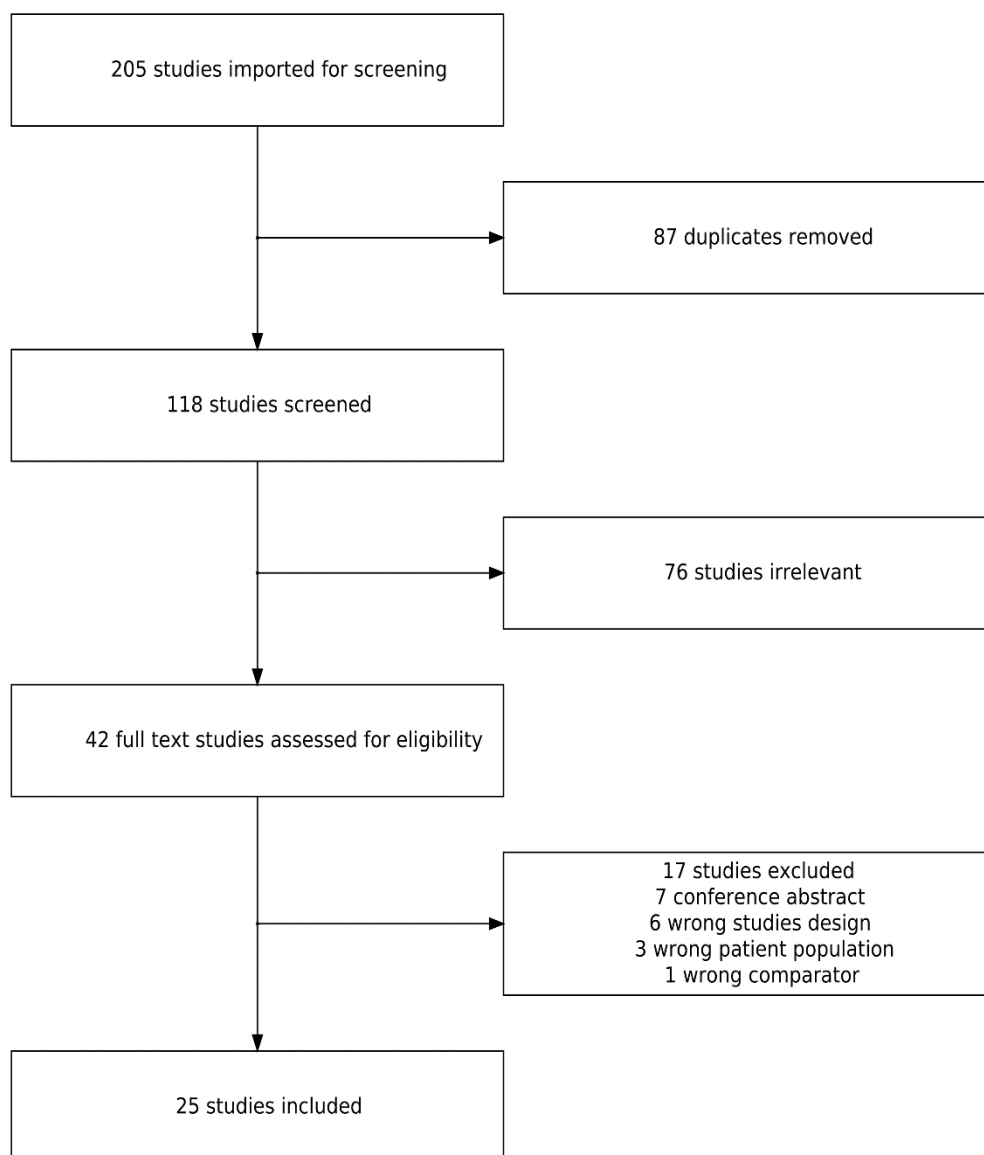 205 studies imported for screening
87 duplicates removed
118 studies screened
76 studies irrelevant
42 full text studies assessed for eligibility
17 studies excluded
7 conference abstract
6 wrong studies design
3 wrong patient population
1 wrong comparator
25 studies included